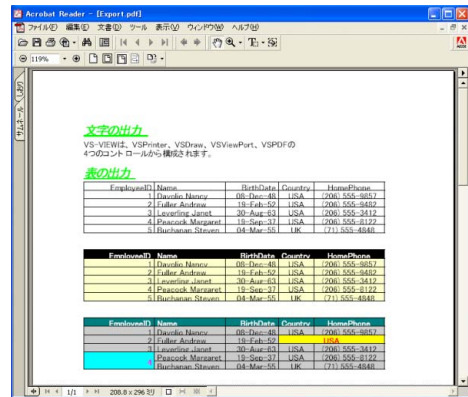 Acrobat Reader - [Export.pdf]
ファイル(F) 編集(E) 文書(D) ツール 表示(V) ウィンドウ(W) ヘルプ(H)
119%
しおり
サムネール
文字の出力
VS-VIEWは、VSPrinter、VSDraw、VSViewPort、VSPDFの
4つのコントロールから構成されます。
表の出力
EmployeeID Name BirthDate Country HomePhone
1 Davolio Nancy 08-Dec-48 USA (206) 555-9857
2 Fuller Andrew 19-Feb-52 USA (206) 555-9482
3 Leverling Janet 30-Aug-63 USA (206) 555-3412
4 Peacock Margaret 19-Sep-37 USA (206) 555-8122
5 Buchanan Steven 04-Mar-55 UK (71) 555-4848
EmployeeID Name BirthDate Country HomePhone
1 Davolio Nancy 08-Dec-48 USA (206) 555-9857
2 Fuller Andrew 19-Feb-52 USA (206) 555-9482
3 Leverling Janet 30-Aug-63 USA (206) 555-3412
4 Peacock Margaret 19-Sep-37 USA (206) 555-8122
5 Buchanan Steven 04-Mar-55 UK (71) 555-4848
EmployeeID Name BirthDate Country HomePhone
1 Davolio Nancy 08-Dec-48 USA (206) 555-9857
2 Fuller Andrew 19-Feb-52 USA
3 Leverling Janet 30-Aug-63 USA (206) 555-3412
4 Peacock Margaret 19-Sep-37 USA (206) 555-8122
Buchanan Steven 04-Mar-55 UK (71) 555-4848
1/1 208.8 x 296 ミリ